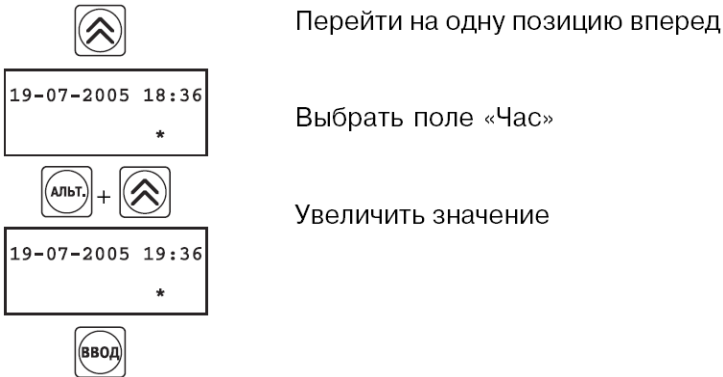 Перейти на одну позицию вперед
19-07-2005 18:36
*
Выбрать поле «Час»
АЛЬТ. +
Увеличить значение
19-07-2005 19:36
*
ВВОД